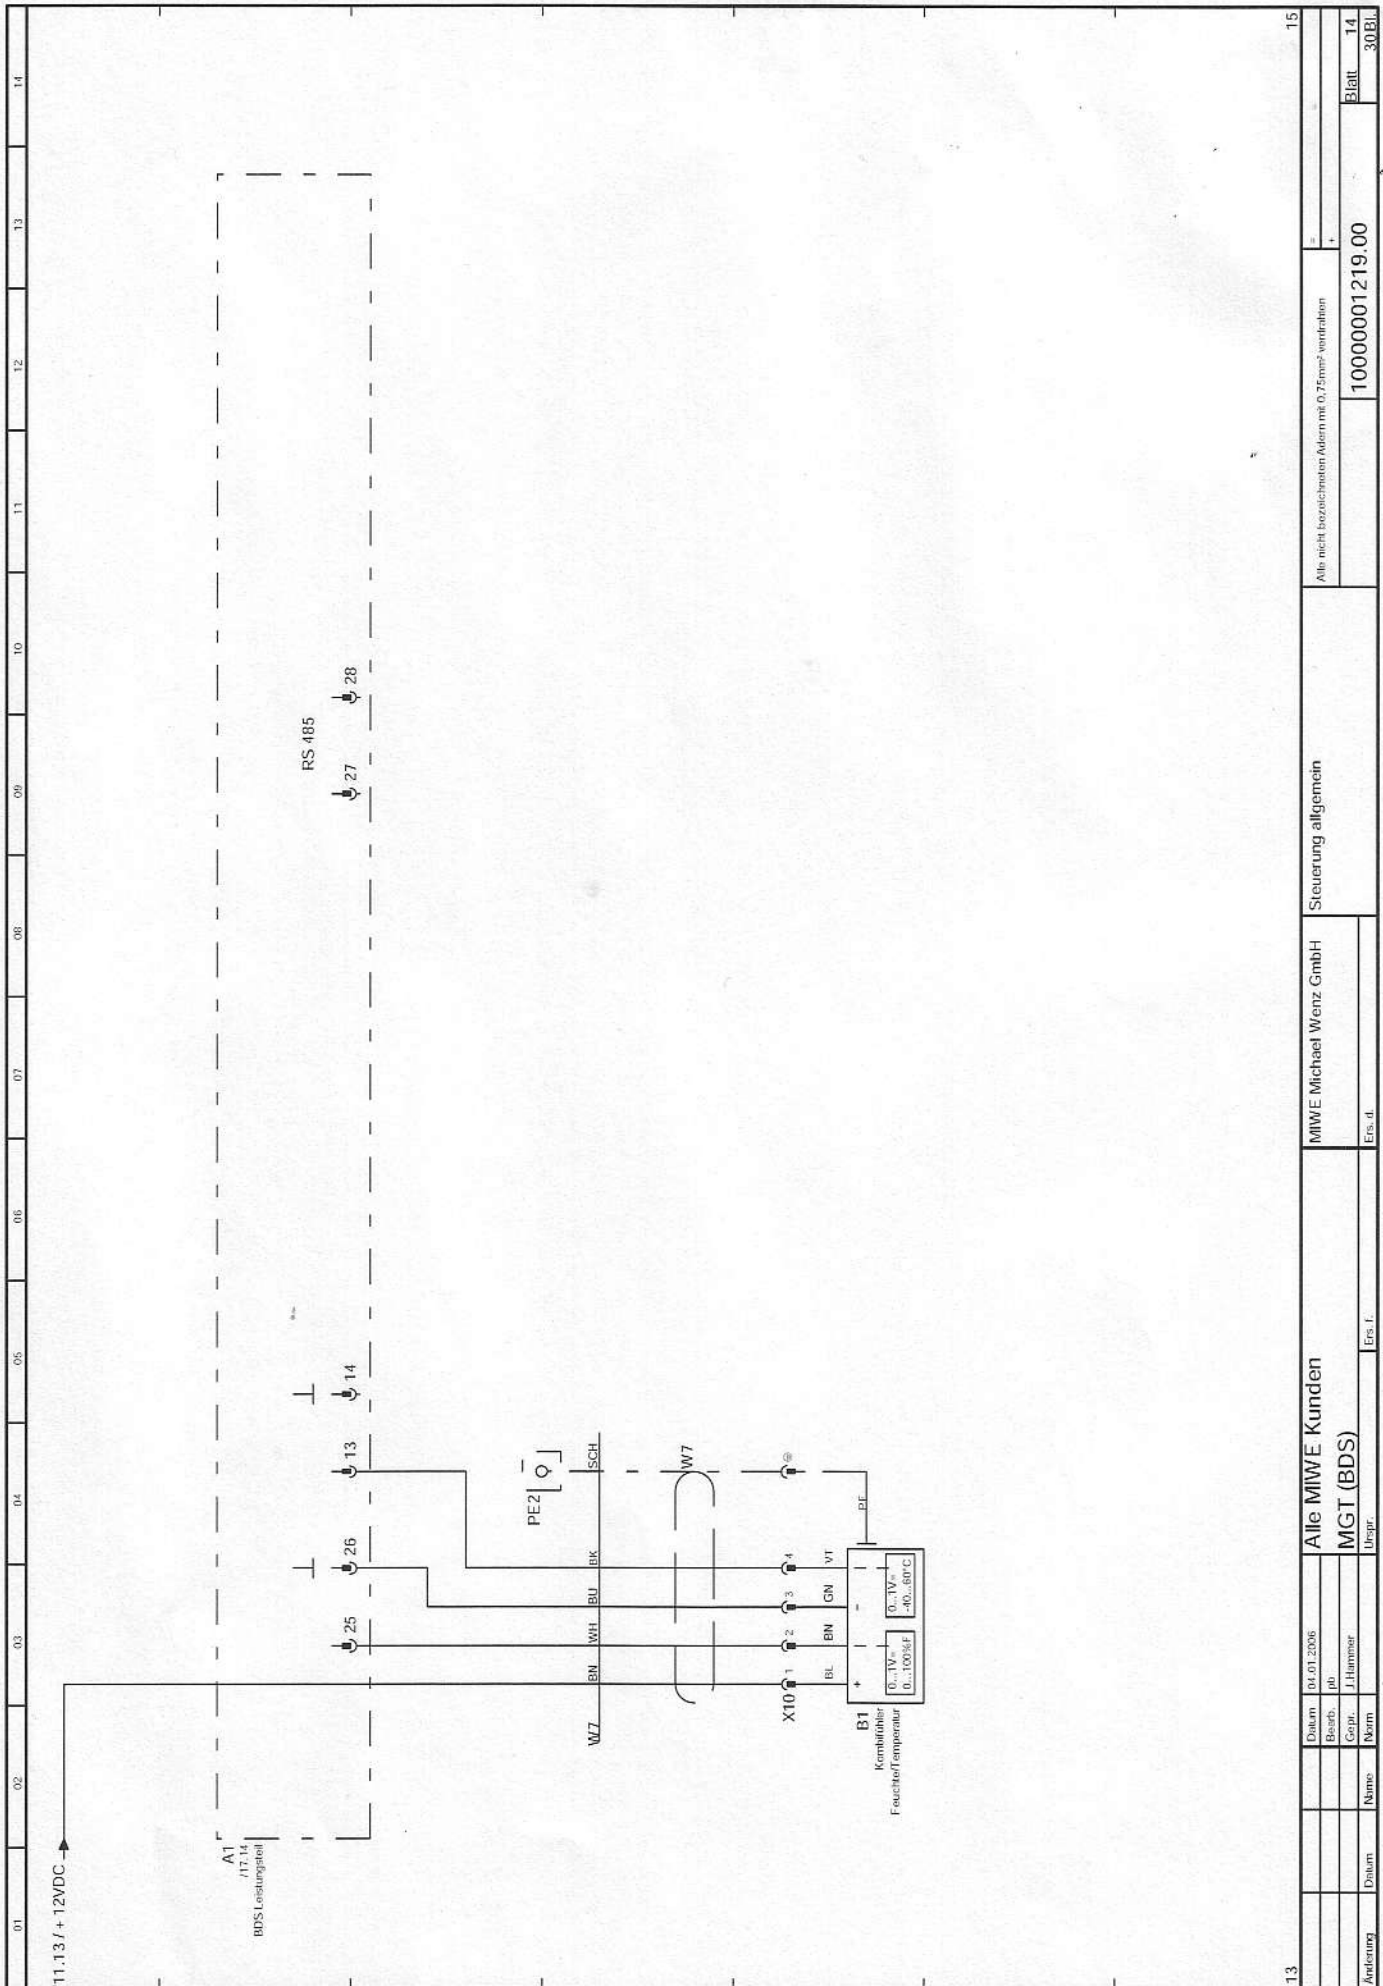 01 02 03 04 05 06 07 08 09 10 11 12 13 14
11.13 / + 12VDC
A1
/17.14
BDS Leistungsteil
25 26 13 14 27 28
RS 485
PE2
W7 BN WH BU BK SCH
W7
X10 1 2 3 4
BL BN GN VT PE
B1
Kombifühler
Feuchte/Temperatur
+ -
0...1V=
0...100%F
0...1V=
-40...60°C
13 15
Änderung Datum Name
Datum 04.01.2006
Bearb. pb
Gepr. J.Hammer
Norm
Alle MIWE Kunden
MGT (BDS)
Urspr. Ers. f. Ers. d.
MIWE Michael Wenz GmbH
Steuerung allgemein
Alle nicht bezeichneten Adern mit 0,75mm² verdrahten
=
+
10000001219.00
Blatt 14
30Bl.